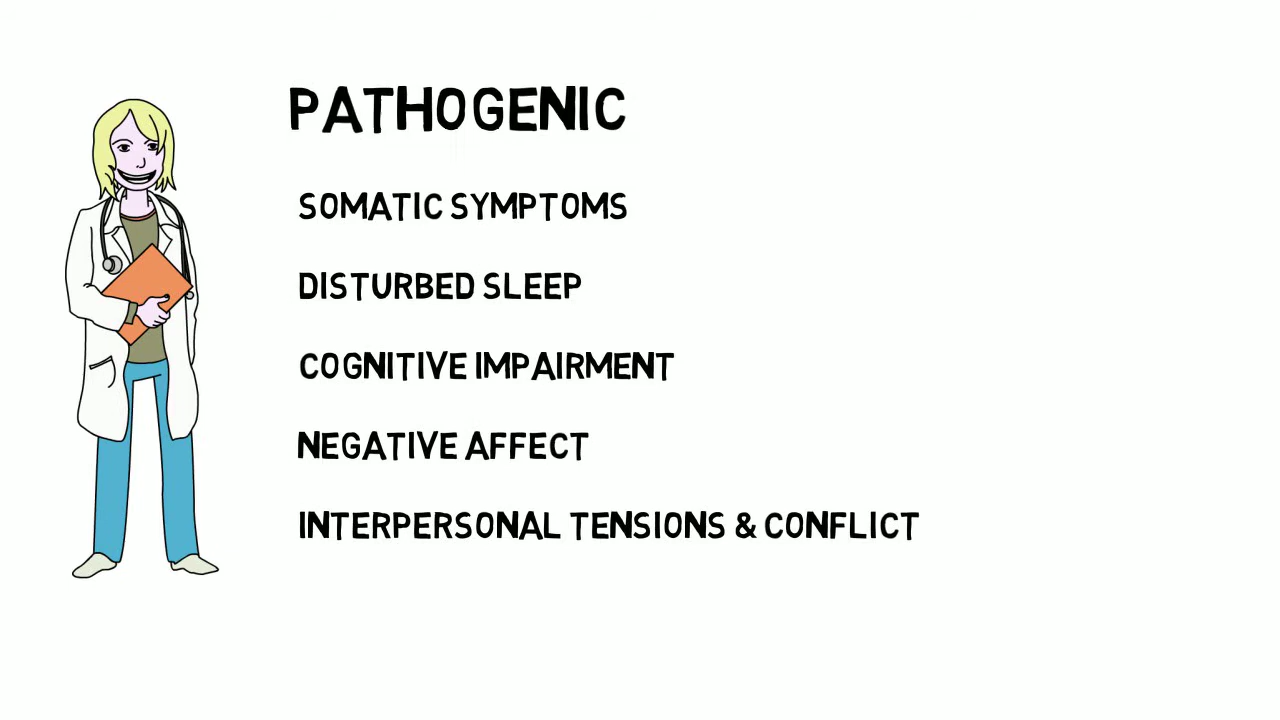 PATHOGENIC
SOMATIC SYMPTOMS
DISTURBED SLEEP
COGNITIVE IMPAIRMENT
NEGATIVE AFFECT
INTERPERSONAL TENSIONS & CONFLICT